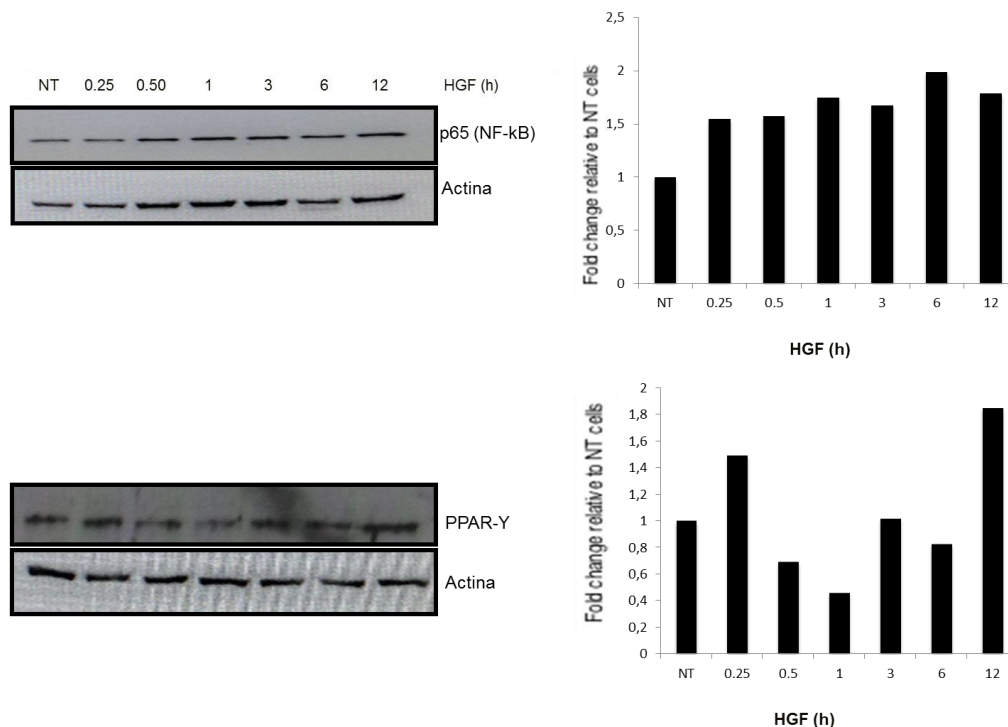 NT 0.25 0.50 1 3 6 12 HGF (h)
p65 (NF-kB)
Actina
Fold change relative to NT cells
2,5
2
1,5
1
0,5
0
NT 0.25 0.5 1 3 6 12
HGF (h)
PPAR-Y
Actina
Fold change relative to NT cells
2
1,8
1,6
1,4
1,2
1
0,8
0,6
0,4
0,2
0
NT 0.25 0.5 1 3 6 12
HGF (h)